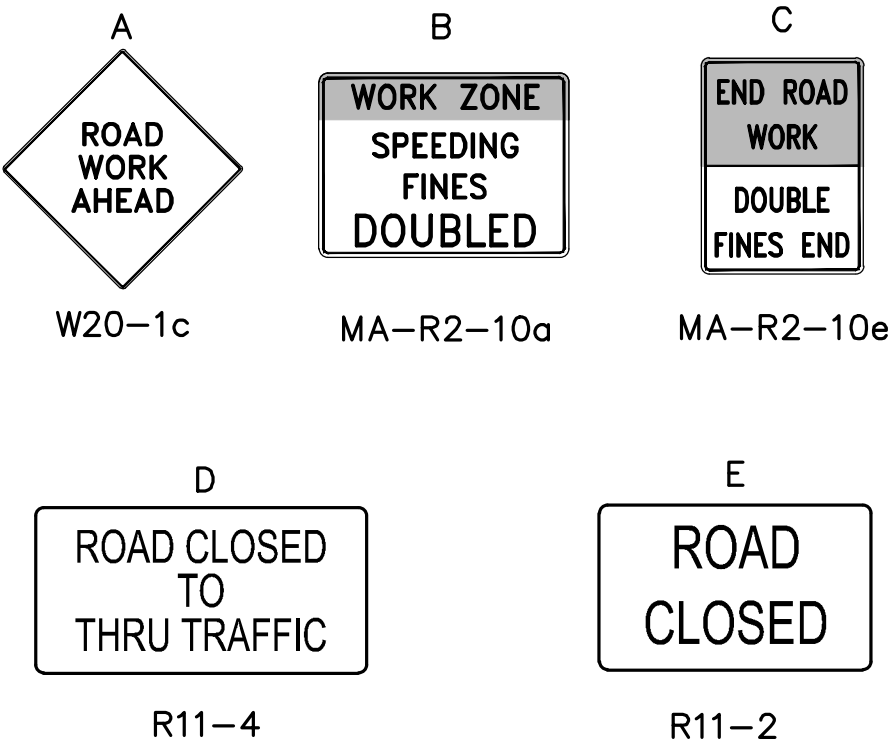 A
ROAD
WORK
AHEAD
W20-1c
B
WORK ZONE
SPEEDING
FINES
DOUBLED
MA-R2-10a
C
END ROAD
WORK
DOUBLE
FINES END
MA-R2-10e
D
ROAD CLOSED
TO
THRU TRAFFIC
R11-4
E
ROAD
CLOSED
R11-2